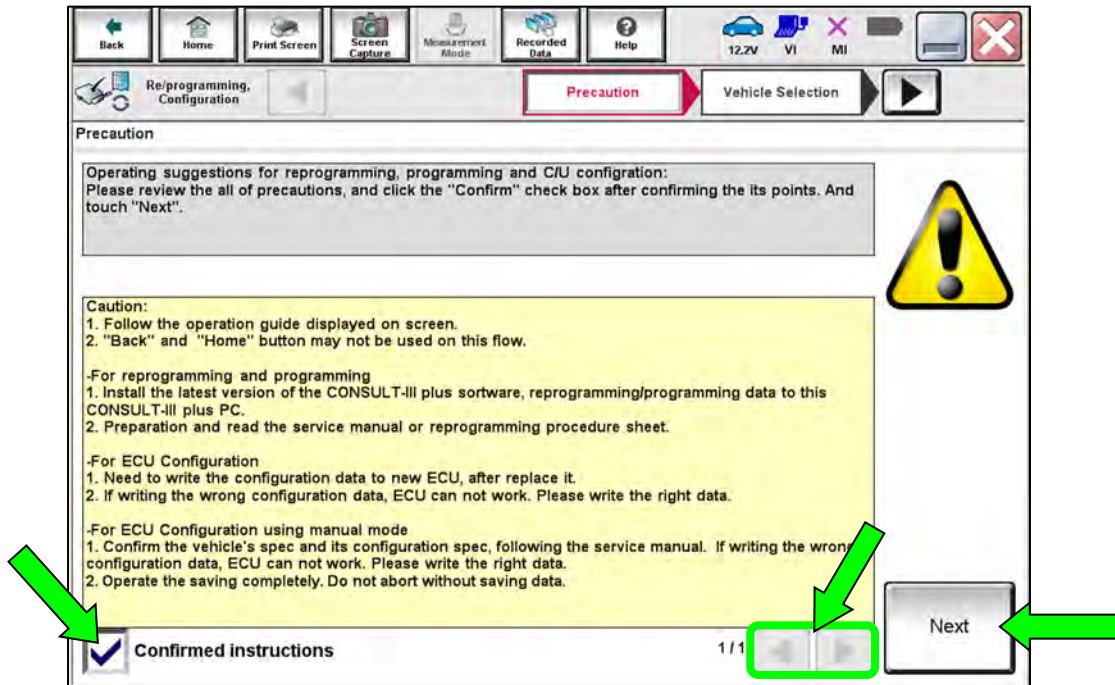 Back
Home
Print Screen
Screen
Capture
Measurement
Mode
Recorded
Data
Help
12.2V
VI
MI
Re/programming,
Configuration
Precaution
Vehicle Selection
Precaution
Operating suggestions for reprogramming, programming and C/U configration:
Please review the all of precautions, and click the "Confirm" check box after confirming the its points. And
touch "Next".
Caution:
1. Follow the operation guide displayed on screen.
2. "Back" and "Home" button may not be used on this flow.
-For reprogramming and programming
1. Install the latest version of the CONSULT-III plus sortware, reprogramming/programming data to this
CONSULT-III plus PC.
2. Preparation and read the service manual or reprogramming procedure sheet.
-For ECU Configuration
1. Need to write the configuration data to new ECU, after replace it.
2. If writing the wrong configuration data, ECU can not work. Please write the right data.
-For ECU Configuration using manual mode
1. Confirm the vehicle's spec and its configuration spec, following the service manual. If writing the wrong
configuration data, ECU can not work. Please write the right data.
2. Operate the saving completely. Do not abort without saving data.
Confirmed instructions
1/1
Next